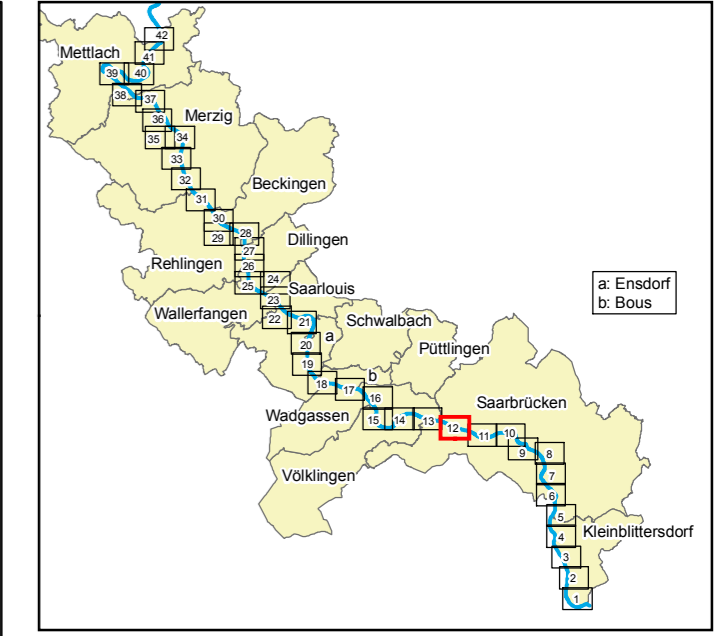 42
Mettlach
41
39
40
38
37
36
Merzig
35
34
33
32
Beckingen
31
30
29
28
Dillingen
27
Rehlingen
26
25
24
a: Ensdorf
b: Bous
Saarlouis
23
Wallerfangen
22
21
Schwalbach
a
20
Püttlingen
19
b
18
17
16
Saarbrücken
Wadgassen
15
14
13
12
11
10
9
8
Völklingen
7
6
5
Kleinblittersdorf
4
3
2
1